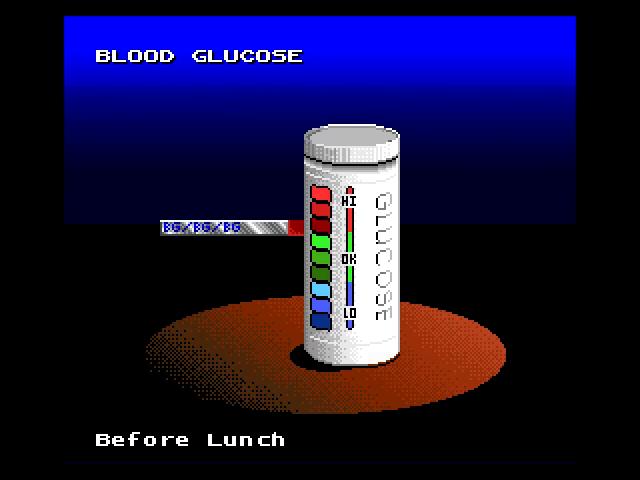 BLOOD GLUCOSE
BG/BG/BG
HI
OK
LO
GLUCOSE
Before Lunch